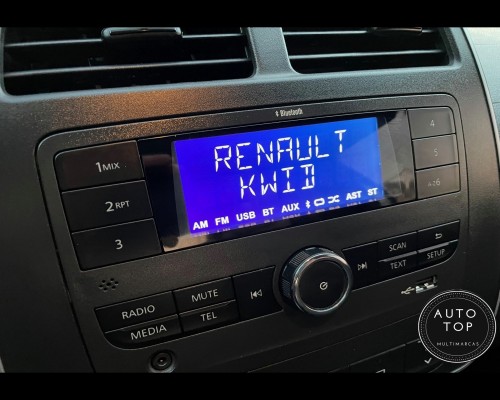 Bluetooth
RENAULT
KWID
AM FM USB BT AUX AST ST
1MIX
2RPT
3
4
5
6
RADIO
MEDIA
MUTE
TEL
SCAN
TEXT
SETUP
AUTO
TOP
MULTIMARCAS